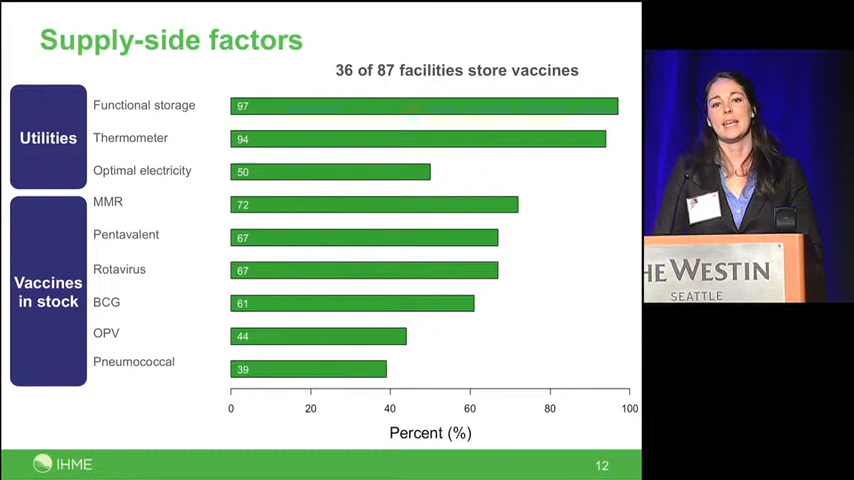 Supply-side factors
36 of 87 facilities store vaccines
Utilities
Functional storage
97
Thermometer
94
Optimal electricity
50
Vaccines
in stock
MMR
72
Pentavalent
67
Rotavirus
67
BCG
61
OPV
44
Pneumococcal
39
0 20 40 60 80 100
Percent (%)
IHME
12
HE WESTIN
SEATTLE